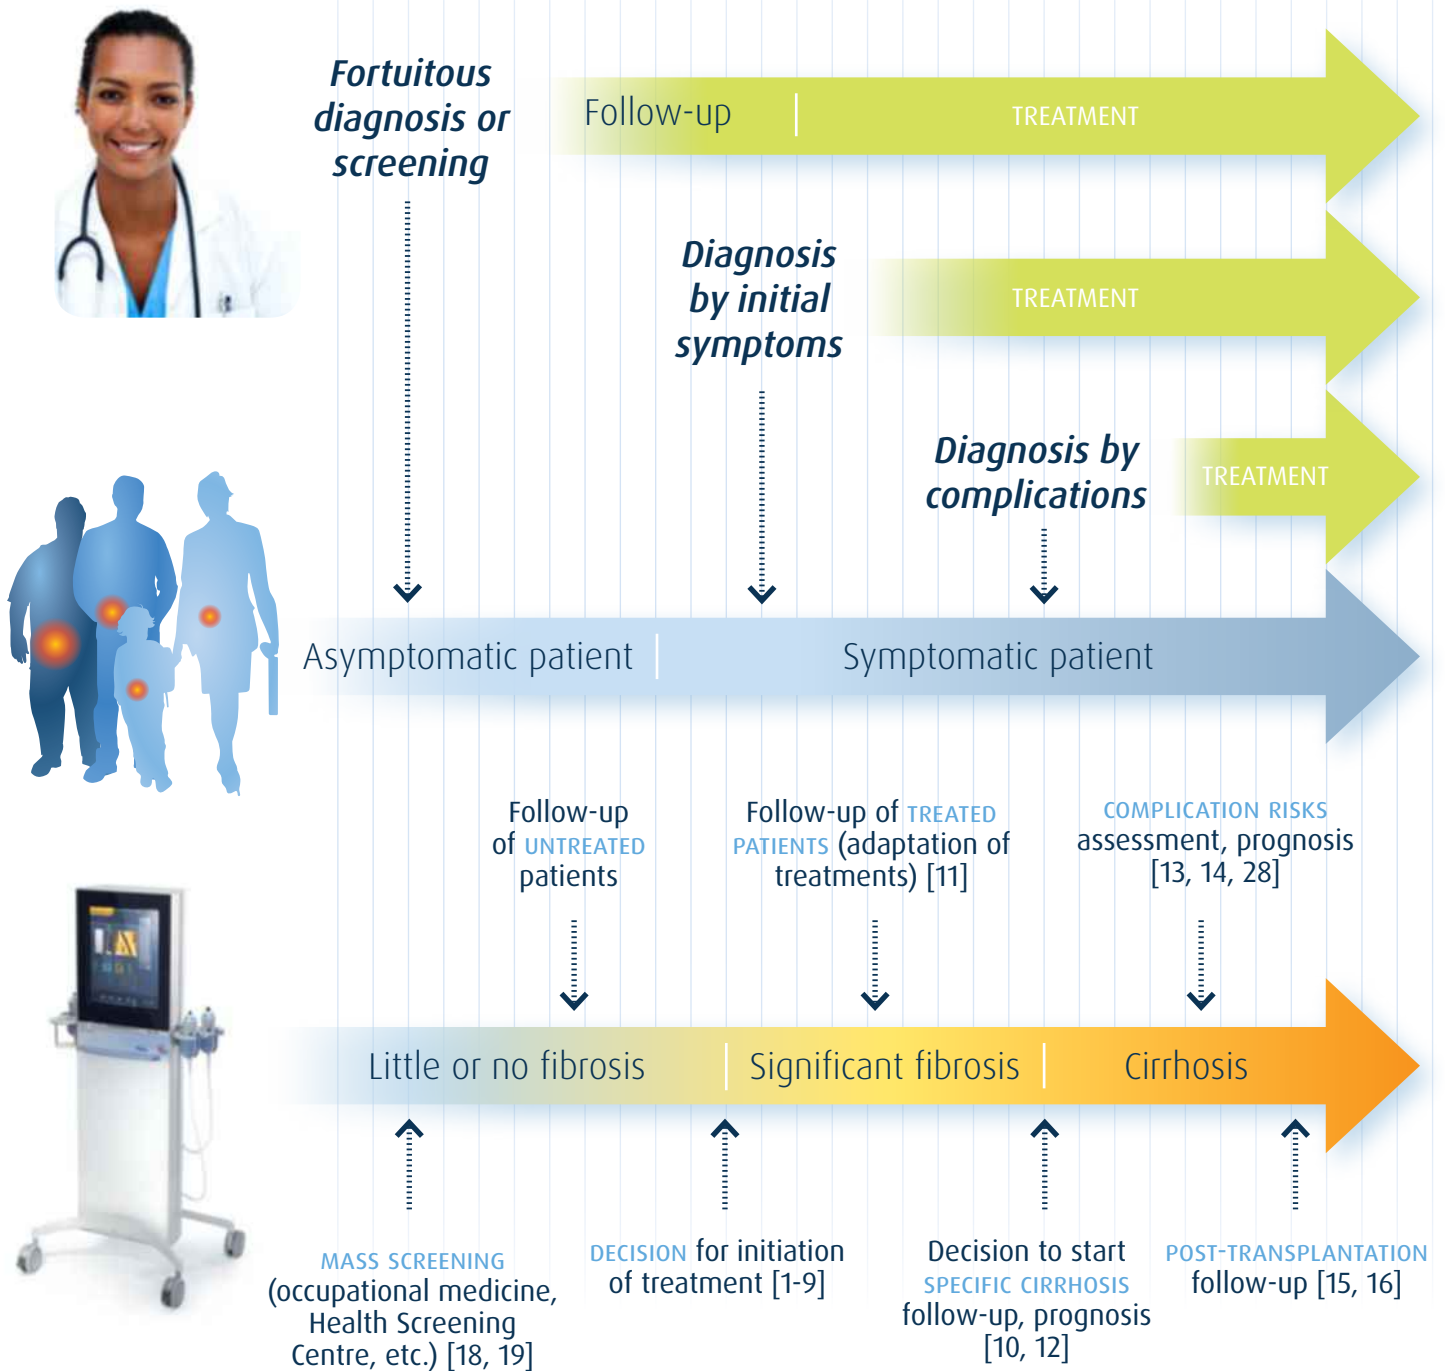 Fortuitous
diagnosis or
screening
Follow-up
TREATMENT
Diagnosis
by initial
symptoms
TREATMENT
Diagnosis by
complications
TREATMENT
Asymptomatic patient
Symptomatic patient
Follow-up
of UNTREATED
patients
Follow-up of TREATED
PATIENTS (adaptation of
treatments) [11]
COMPLICATION RISKS
assessment, prognosis
[13, 14, 28]
Little or no fibrosis
Significant fibrosis
Cirrhosis
MASS SCREENING
(occupational medicine,
Health Screening
Centre, etc.) [18, 19]
DECISION for initiation
of treatment [1-9]
Decision to start
SPECIFIC CIRRHOSIS
follow-up, prognosis
[10, 12]
POST-TRANSPLANTATION
follow-up [15, 16]